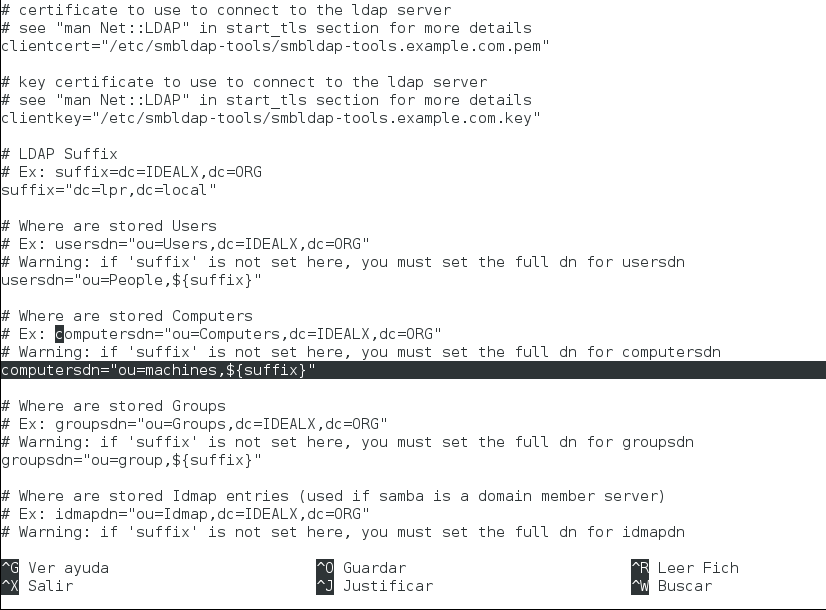 # certificate to use to connect to the ldap server
# see "man Net::LDAP" in start_tls section for more details
clientcert="/etc/smbldap-tools/smbldap-tools.example.com.pem"

# key certificate to use to connect to the ldap server
# see "man Net::LDAP" in start_tls section for more details
clientkey="/etc/smbldap-tools/smbldap-tools.example.com.key"

# LDAP Suffix
# Ex: suffix=dc=IDEALX,dc=ORG
suffix="dc=lpr,dc=local"

# Where are stored Users
# Ex: usersdn="ou=Users,dc=IDEALX,dc=ORG"
# Warning: if 'suffix' is not set here, you must set the full dn for usersdn
usersdn="ou=People,${suffix}"

# Where are stored Computers
# Ex: computersdn="ou=Computers,dc=IDEALX,dc=ORG"
# Warning: if 'suffix' is not set here, you must set the full dn for computersdn
computersdn="ou=machines,${suffix}"

# Where are stored Groups
# Ex: groupsdn="ou=Groups,dc=IDEALX,dc=ORG"
# Warning: if 'suffix' is not set here, you must set the full dn for groupsdn
groupsdn="ou=group,${suffix}"

# Where are stored Idmap entries (used if samba is a domain member server)
# Ex: idmapdn="ou=Idmap,dc=IDEALX,dc=ORG"
# Warning: if 'suffix' is not set here, you must set the full dn for idmapdn

^G Ver ayuda ^O Guardar ^R Leer Fich
^X Salir ^J Justificar ^W Buscar